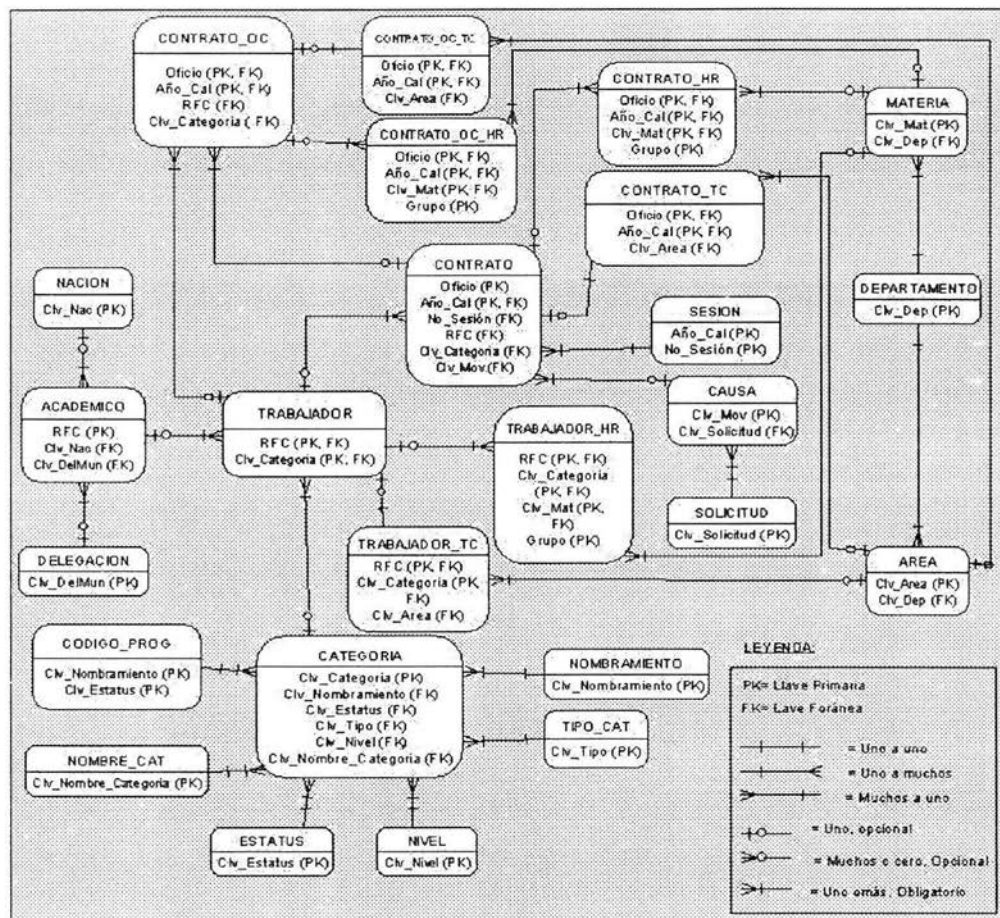 CONTRATO_OC
Oficio (PK, FK)
Año_Cal (PK, FK)
RFC (FK)
Clv_Categoria (FK)
CONTRATO_OC_TC
Oficio (PK, FK)
Año_Cal (PK, FK)
Clv_Area (FK)
CONTRATO_OC_HR
Oficio (PK, FK)
Año_Cal (PK, FK)
Clv_Mat (PK, FK)
Grupo (PK)
CONTRATO_HR
Oficio (PK, FK)
Año_Cal (PK, FK)
Clv_Mat (PK, FK)
Grupo (PK)
MATERIA
Clv_Mat (PK)
Clv_Dep (FK)
CONTRATO_TC
Oficio (PK, FK)
Año_Cal (PK, FK)
Clv_Area (FK)
CONTRATO
Oficio (PK)
Año_Cal (PK, FK)
No_Sesión (FK)
RFC (FK)
Clv_Categoria (FK)
Clv_Mov (FK)
NACION
Clv_Nac (PK)
SESION
Año_Cal (PK)
No_Sesión (PK)
DEPARTAMENTO
Clv_Dep (PK)
CAUSA
Clv_Mov (PK)
Clv_Solicitud (FK)
ACADEMICO
RFC (PK)
Clv_Nac (FK)
Clv_DelMun (FK)
TRABAJADOR
RFC (PK, FK)
Clv_Categoria (PK, FK)
TRABAJADOR_HR
RFC (PK, FK)
Clv_Categoria
(PK, FK)
Clv_Mat (PK,
FK)
Grupo (PK)
SOLICITUD
Clv_Solicitud (PK)
DELEGACION
Clv_DelMun (PK)
TRABAJADOR_TC
RFC (PK, FK)
Clv_Categoria (PK,
FK)
Clv_Area (FK)
AREA
Clv_Area (PK)
Clv_Dep (FK)
CODIGO_PROG
Clv_Nombramiento (PK)
Clv_Estatus (PK)
CATEGORIA
Clv_Categoria (PK)
Clv_Nombramiento (FK)
Clv_Estatus (FK)
Clv_Tipo (FK)
Clv_Nivel (FK)
Clv_Nombre_Categoria (FK)
NOMBRAMIENTO
Clv_Nombramiento (PK)
TIPO_CAT
Clv_Tipo (PK)
NOMBRE_CAT
Clv_Nombre_Categoria (PK)
ESTATUS
Clv_Estatus (PK)
NIVEL
Clv_Nivel (PK)
LEYENDA:
PK= Llave Primaria
FK= Llave Foránea
= Uno a uno
= Uno a muchos
= Muchos a uno
= Uno, opcional
= Muchos o cero, Opcional
= Uno omás, Obligatorio